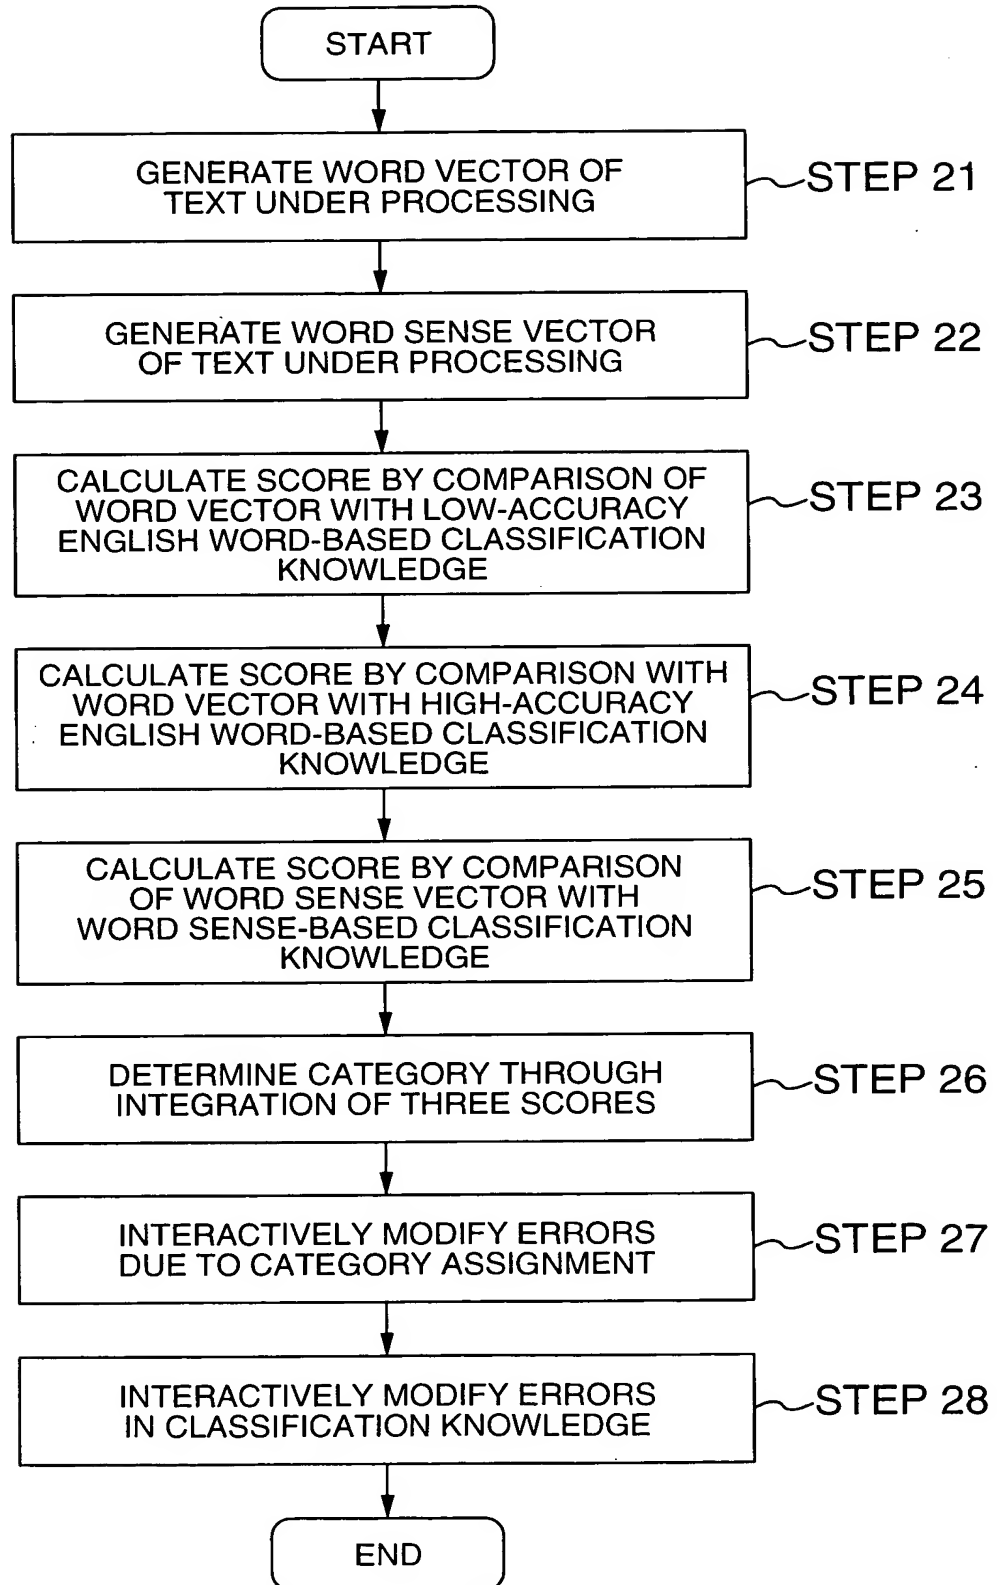 START
GENERATE WORD VECTOR OF
TEXT UNDER PROCESSING
STEP 21
GENERATE WORD SENSE VECTOR
OF TEXT UNDER PROCESSING
STEP 22
CALCULATE SCORE BY COMPARISON OF
WORD VECTOR WITH LOW-ACCURACY
ENGLISH WORD-BASED CLASSIFICATION
KNOWLEDGE
STEP 23
CALCULATE SCORE BY COMPARISON WITH
WORD VECTOR WITH HIGH-ACCURACY
ENGLISH WORD-BASED CLASSIFICATION
KNOWLEDGE
STEP 24
CALCULATE SCORE BY COMPARISON
OF WORD SENSE VECTOR WITH
WORD SENSE-BASED CLASSIFICATION
KNOWLEDGE
STEP 25
DETERMINE CATEGORY THROUGH
INTEGRATION OF THREE SCORES
STEP 26
INTERACTIVELY MODIFY ERRORS
DUE TO CATEGORY ASSIGNMENT
STEP 27
INTERACTIVELY MODIFY ERRORS
IN CLASSIFICATION KNOWLEDGE
STEP 28
END